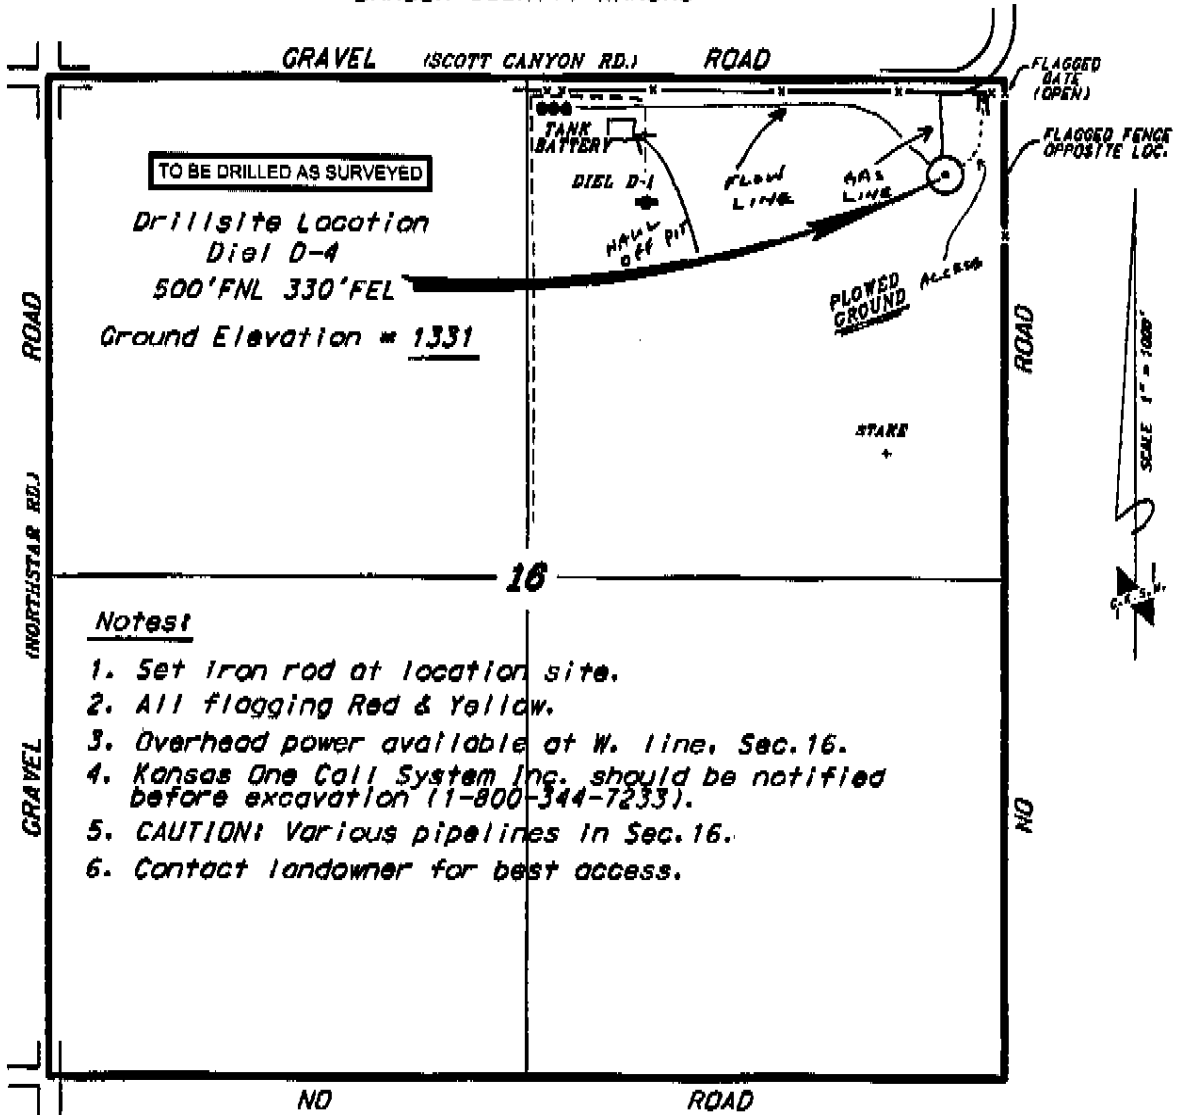 GRAVEL (SCOTT CANYON RD.) ROAD
FLAGGED
GATE
(OPEN)
TANK
BATTERY
FLAGGED FENCE
OPPOSITE LOC.
TO BE DRILLED AS SURVEYED
DIEL D-1
FLOW
LINE
GAS
LINE
Drillsite Location
Diel D-4
500'FNL 330'FEL
HAUL
OFF PIT
ACCESS
PLOWED
GROUND
Ground Elevation = 1331
ROAD
ROAD
SCALE 1" = 1000'
STAKE
(NORTHSTAR RD.)
16
Notes:
1. Set iron rod at location site.
2. All flagging Red & Yellow.
3. Overhead power available at W. line, Sec.16.
4. Kansas One Call System Inc. should be notified
before excavation (1-800-344-7233).
5. CAUTION: Various pipelines in Sec.16.
6. Contact landowner for best access.
GRAVEL
NO
NO ROAD